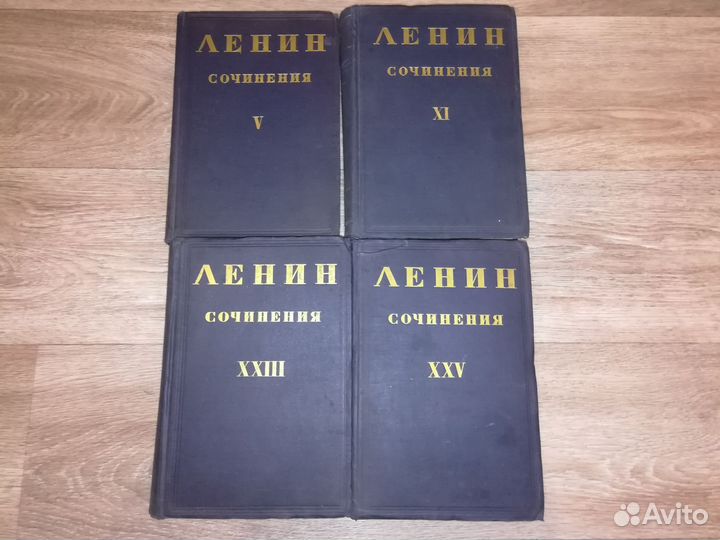 ЛЕНИН
СОЧИНЕНИЯ
V
ЛЕНИН
СОЧИНЕНИЯ
XI
ЛЕНИН
СОЧИНЕНИЯ
XXIII
ЛЕНИН
СОЧИНЕНИЯ
XXV
Avito